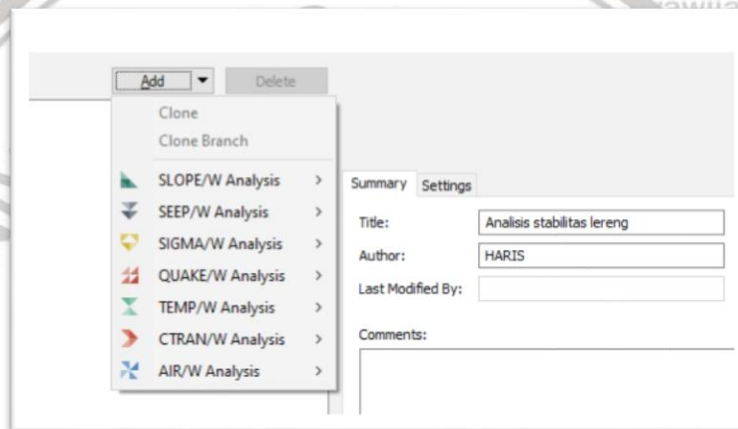 Add
Delete
Clone
Clone Branch
SLOPE/W Analysis
SEEP/W Analysis
SIGMA/W Analysis
QUAKE/W Analysis
TEMP/W Analysis
CTRAN/W Analysis
AIR/W Analysis
Summary
Settings
Title:
Analisis stabilitas lereng
Author:
HARIS
Last Modified By:
Comments: